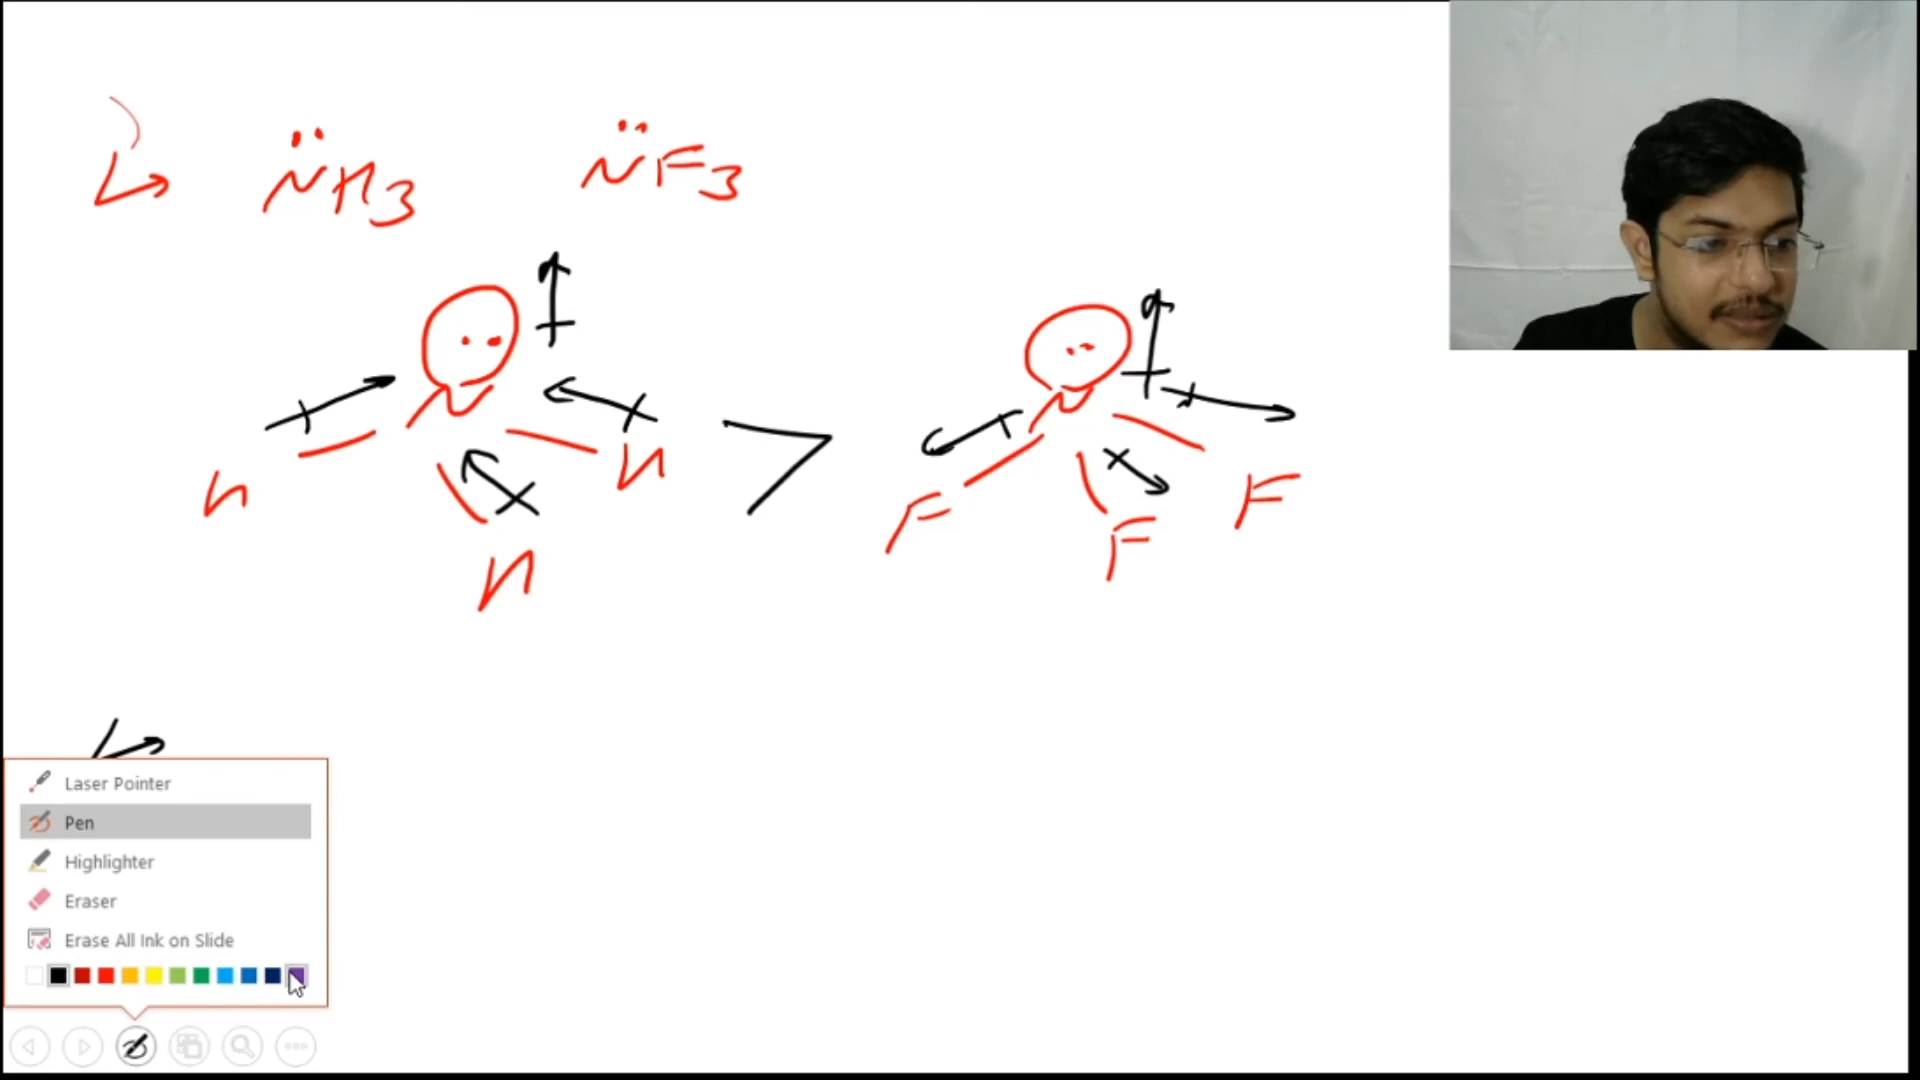 N̈H3 N̈F3
N N
H H > F F
H F
Laser Pointer
Pen
Highlighter
Eraser
Erase All Ink on Slide